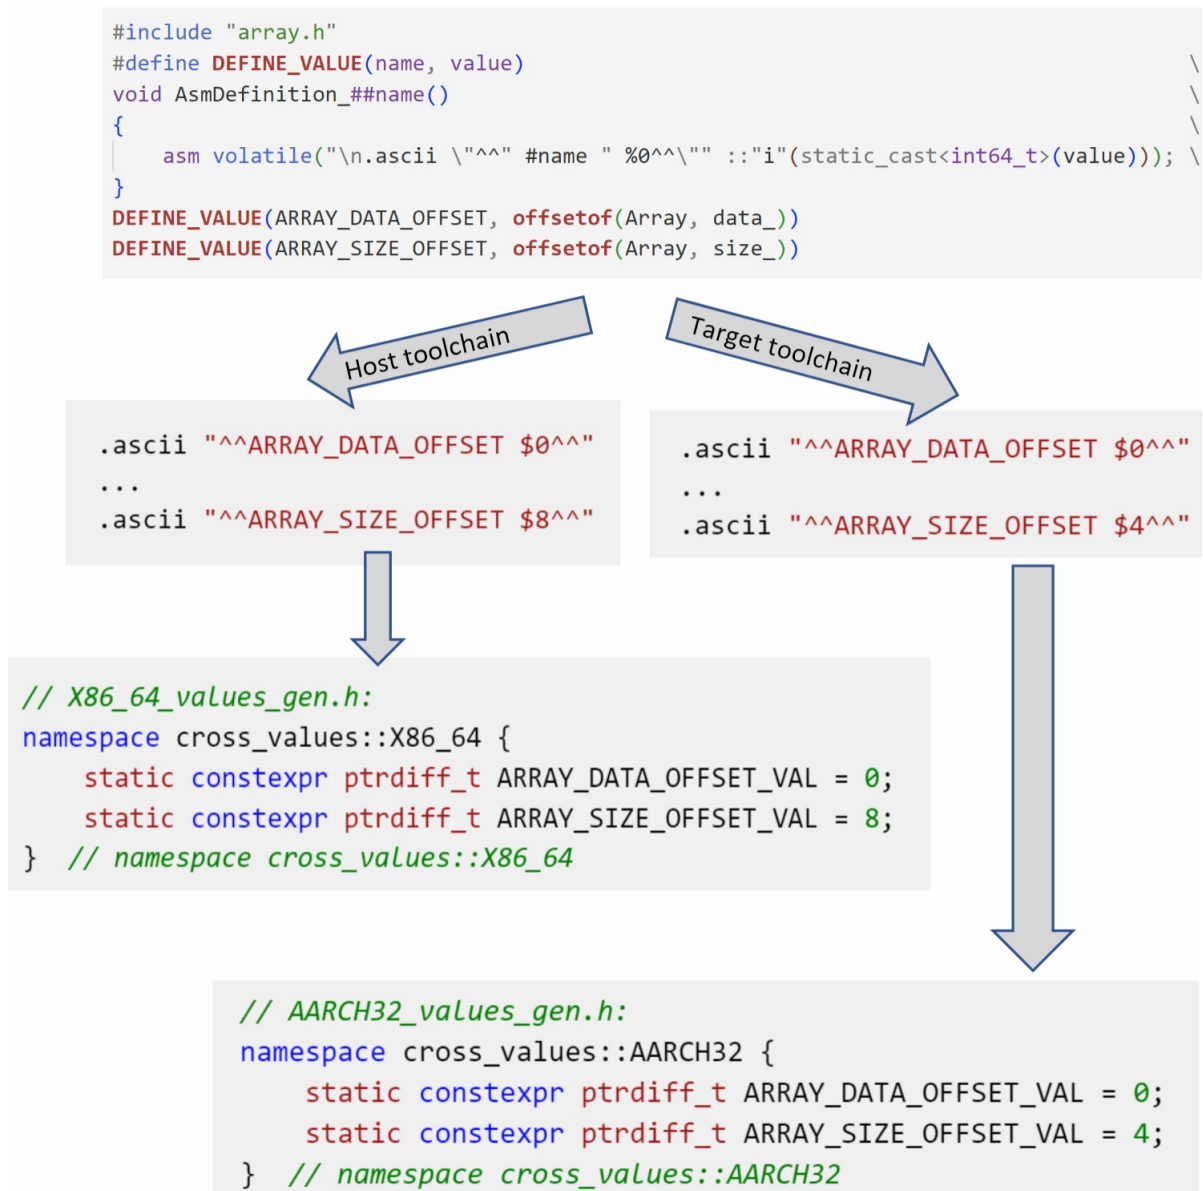 #include "array.h"
#define DEFINE_VALUE(name, value) \
void AsmDefinition_##name() \
{ \
    asm volatile("\n.ascii \"^^" #name " %0^^\"" ::"i"(static_cast<int64_t>(value))); \
}
DEFINE_VALUE(ARRAY_DATA_OFFSET, offsetof(Array, data_))
DEFINE_VALUE(ARRAY_SIZE_OFFSET, offsetof(Array, size_))
Host toolchain
Target toolchain
.ascii "^^ARRAY_DATA_OFFSET $0^^"
...
.ascii "^^ARRAY_SIZE_OFFSET $8^^"
.ascii "^^ARRAY_DATA_OFFSET $0^^"
...
.ascii "^^ARRAY_SIZE_OFFSET $4^^"
// X86_64_values_gen.h:
namespace cross_values::X86_64 {
    static constexpr ptrdiff_t ARRAY_DATA_OFFSET_VAL = 0;
    static constexpr ptrdiff_t ARRAY_SIZE_OFFSET_VAL = 8;
}  // namespace cross_values::X86_64
// AARCH32_values_gen.h:
namespace cross_values::AARCH32 {
    static constexpr ptrdiff_t ARRAY_DATA_OFFSET_VAL = 0;
    static constexpr ptrdiff_t ARRAY_SIZE_OFFSET_VAL = 4;
}  // namespace cross_values::AARCH32